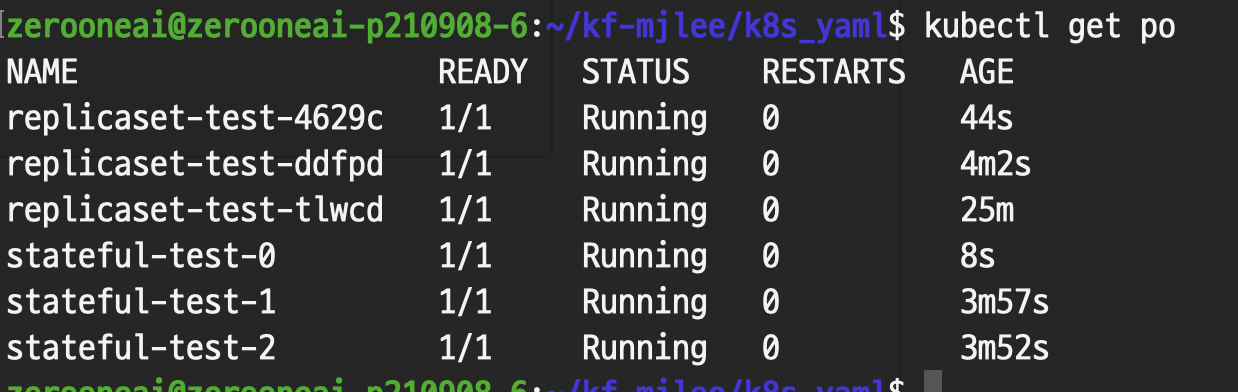 zerooneai@zerooneai-p210908-6:~/kf-mjlee/k8s_yaml$ kubectl get po
NAME READY STATUS RESTARTS AGE
replicaset-test-4629c 1/1 Running 0 44s
replicaset-test-ddfpd 1/1 Running 0 4m2s
replicaset-test-tlwcd 1/1 Running 0 25m
stateful-test-0 1/1 Running 0 8s
stateful-test-1 1/1 Running 0 3m57s
stateful-test-2 1/1 Running 0 3m52s
zerooneai@zerooneai-p210908-6:~/kf-mjlee/k8s_yaml$